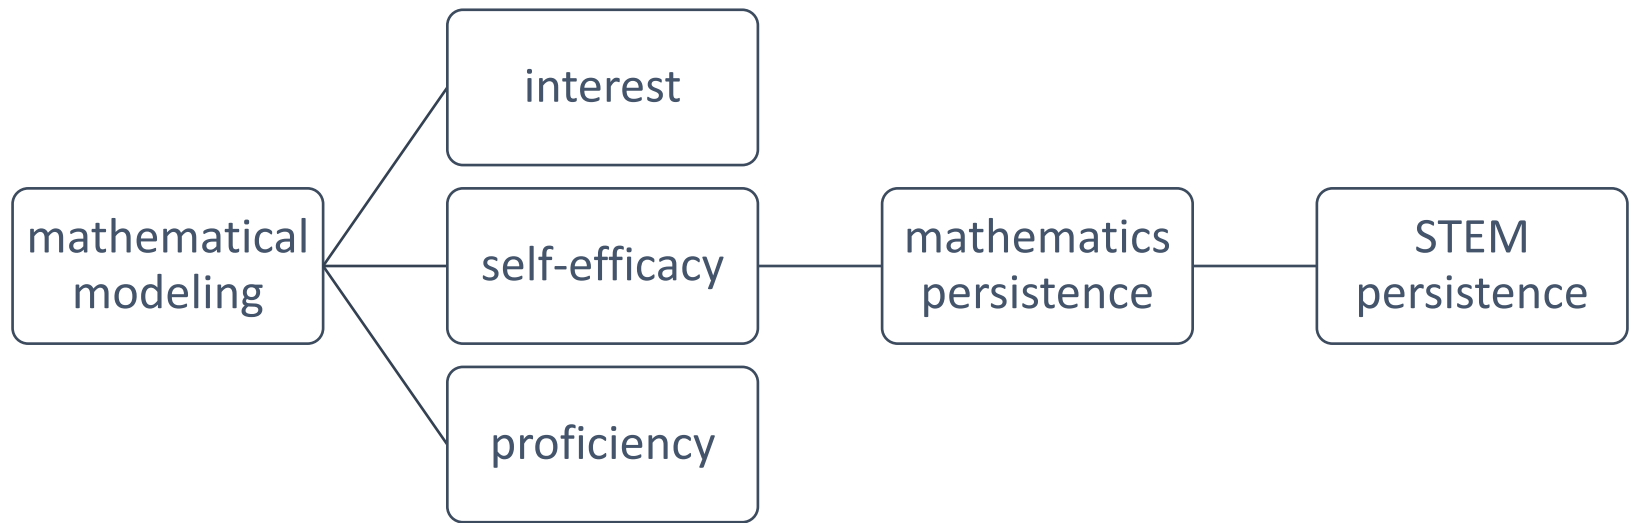 interest
mathematical
modeling
self-efficacy
mathematics
persistence
STEM
persistence
proficiency